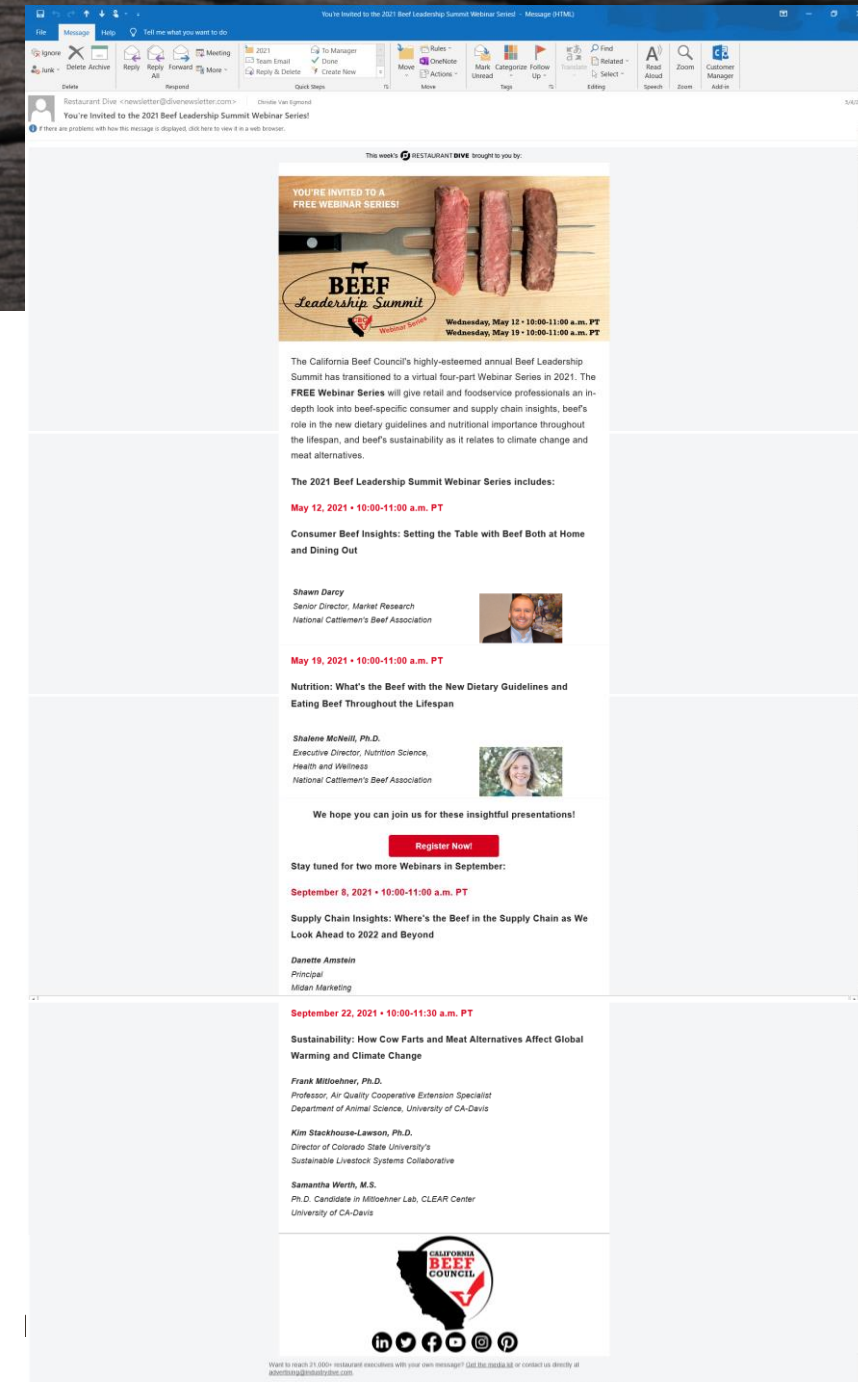 You're Invited to the 2021 Beef Leadership Summit Webinar Series! - Message (HTML)
File Message Help Tell me what you want to do
Ignore
Junk
Delete Archive
Reply Reply All Forward
Meeting
More
2021
Team Email
Reply & Delete
To Manager
Done
Create New
Move
Rules
OneNote
Actions
Mark Unread Categorize Follow Up
Translate
Find
Related
Select
Read Aloud
Zoom
Customer Manager
Delete Respond Quick Steps Move Tags Editing Speech Zoom Add-in
Restaurant Dive <newsletter@divenewsletter.com> Christie Van Egmond
You're Invited to the 2021 Beef Leadership Summit Webinar Series!
If there are problems with how this message is displayed, click here to view it in a web browser.
This week's RESTAURANT DIVE brought to you by:
YOU'RE INVITED TO A
FREE WEBINAR SERIES!
BEEF
Leadership Summit
CBC
Webinar Series
Wednesday, May 12 • 10:00-11:00 a.m. PT
Wednesday, May 19 • 10:00-11:00 a.m. PT
The California Beef Council's highly-esteemed annual Beef Leadership
Summit has transitioned to a virtual four-part Webinar Series in 2021. The
FREE Webinar Series will give retail and foodservice professionals an in-
depth look into beef-specific consumer and supply chain insights, beef's
role in the new dietary guidelines and nutritional importance throughout
the lifespan, and beef's sustainability as it relates to climate change and
meat alternatives.
The 2021 Beef Leadership Summit Webinar Series includes:
May 12, 2021 • 10:00-11:00 a.m. PT
Consumer Beef Insights: Setting the Table with Beef Both at Home
and Dining Out
Shawn Darcy
Senior Director, Market Research
National Cattlemen's Beef Association
May 19, 2021 • 10:00-11:00 a.m. PT
Nutrition: What's the Beef with the New Dietary Guidelines and
Eating Beef Throughout the Lifespan
Shalene McNeill, Ph.D.
Executive Director, Nutrition Science,
Health and Wellness
National Cattlemen's Beef Association
We hope you can join us for these insightful presentations!
Register Now!
Stay tuned for two more Webinars in September:
September 8, 2021 • 10:00-11:00 a.m. PT
Supply Chain Insights: Where's the Beef in the Supply Chain as We
Look Ahead to 2022 and Beyond
Danette Amstein
Principal
Midan Marketing
September 22, 2021 • 10:00-11:30 a.m. PT
Sustainability: How Cow Farts and Meat Alternatives Affect Global
Warming and Climate Change
Frank Mitloehner, Ph.D.
Professor, Air Quality Cooperative Extension Specialist
Department of Animal Science, University of CA-Davis
Kim Stackhouse-Lawson, Ph.D.
Director of Colorado State University's
Sustainable Livestock Systems Collaborative
Samantha Werth, M.S.
Ph.D. Candidate in Mitloehner Lab, CLEAR Center
University of CA-Davis
CALIFORNIA
BEEF
COUNCIL
Want to reach 21,000+ restaurant executives with your own message? Get the media kit or contact us directly at
advertising@industrydive.com.